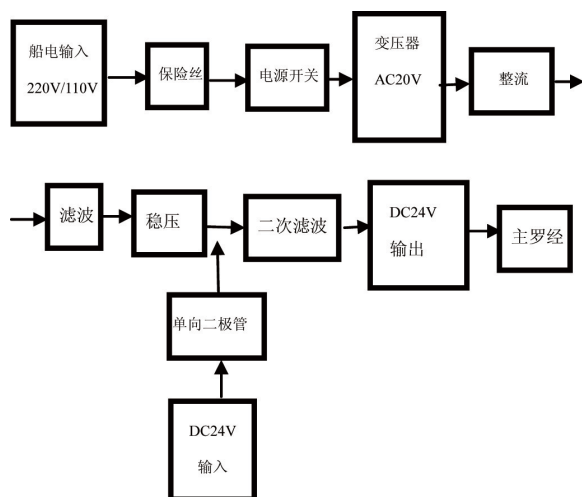 船电输入
220V/110V
保险丝
电源开关
变压器
AC20V
整流
滤波
稳压
二次滤波
DC24V
输出
主罗经
单向二极管
DC24V
输入